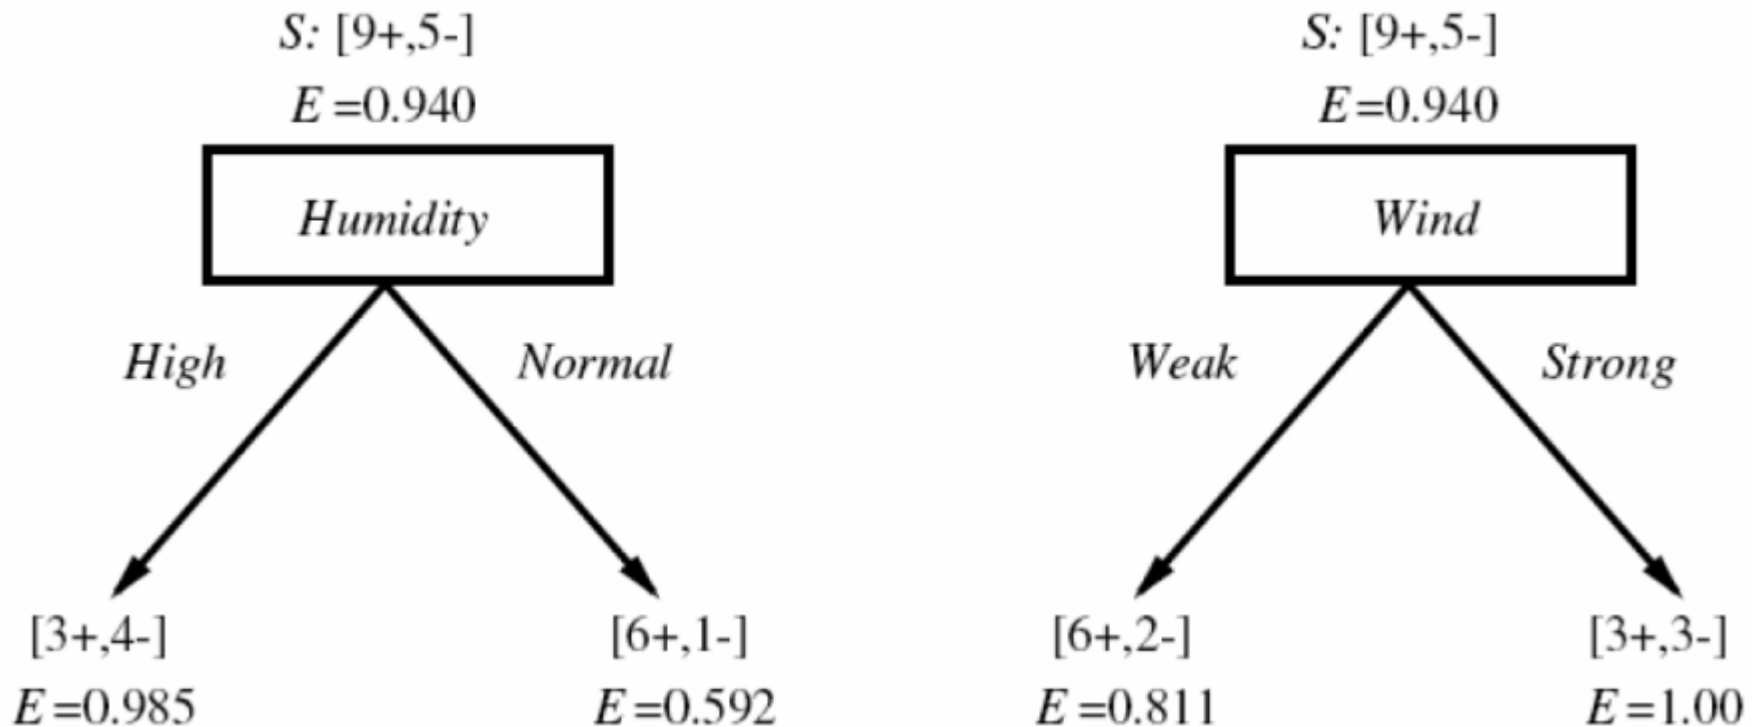 S: [9+,5-]
E =0.940
Humidity
High
Normal
[3+,4-]
E =0.985
[6+,1-]
E =0.592
S: [9+,5-]
E =0.940
Wind
Weak
Strong
[6+,2-]
E =0.811
[3+,3-]
E =1.00